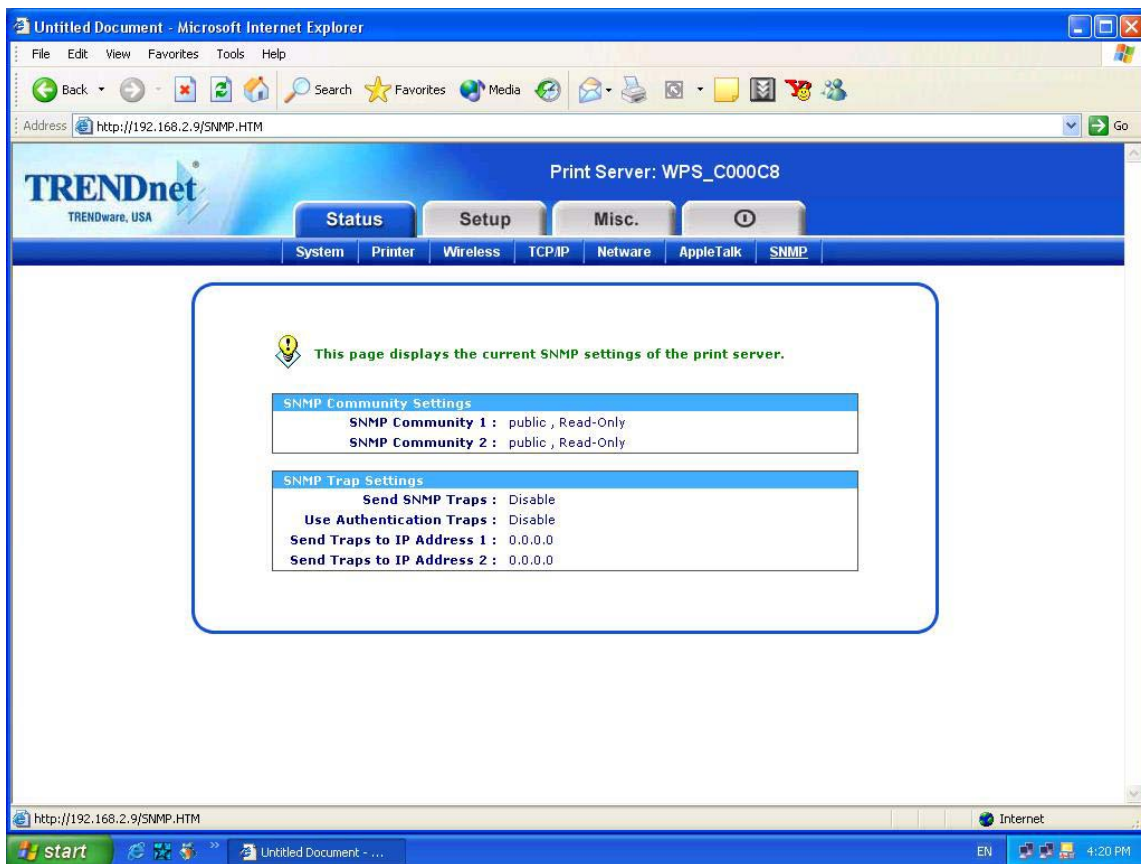 Untitled Document - Microsoft Internet Explorer
File Edit View Favorites Tools Help
Back Search Favorites Media
Address http://192.168.2.9/SNMP.HTM Go
TRENDnet®
TRENDware, USA
Print Server: WPS_C000C8
Status Setup Misc.
System Printer Wireless TCP/IP Netware AppleTalk SNMP
This page displays the current SNMP settings of the print server.
SNMP Community Settings
SNMP Community 1 : public , Read-Only
SNMP Community 2 : public , Read-Only
SNMP Trap Settings
Send SNMP Traps : Disable
Use Authentication Traps : Disable
Send Traps to IP Address 1 : 0.0.0.0
Send Traps to IP Address 2 : 0.0.0.0
http://192.168.2.9/SNMP.HTM Internet
start Untitled Document - ... EN 4:20 PM